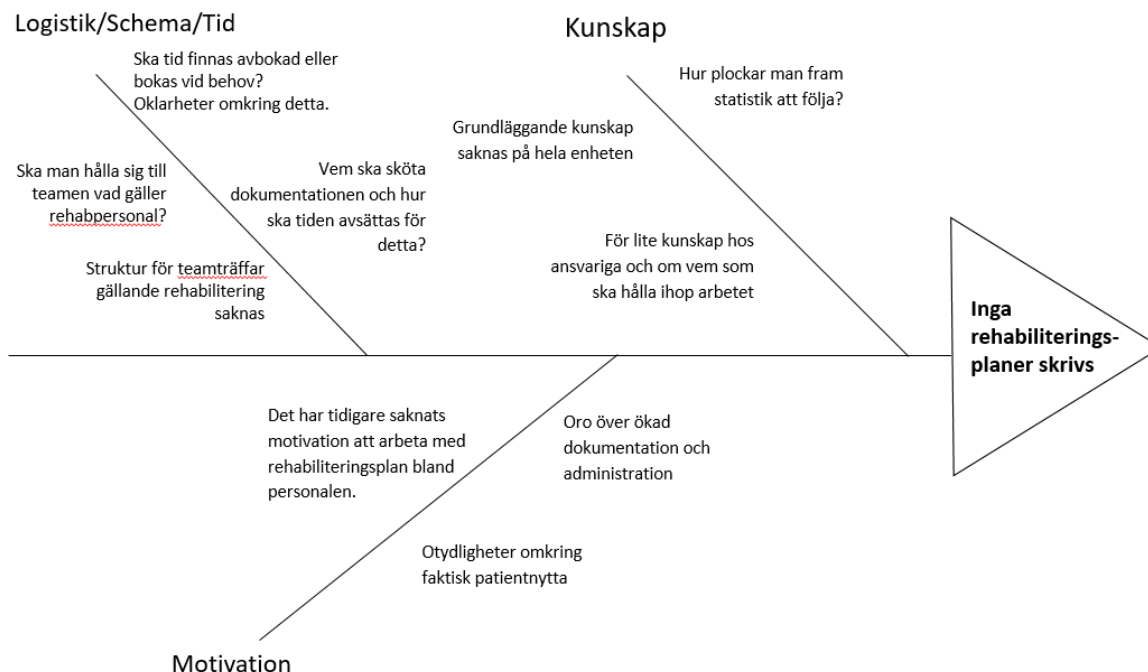 Logistik/Schema/Tid
Ska tid finnas avbokad eller
bokas vid behov?
Oklarheter omkring detta.
Ska man hålla sig till
teamen vad gäller
rehabpersonal?
Vem ska sköta
dokumentationen och hur
ska tiden avsättas för
detta?
Struktur för teamträffar
gällande rehabilitering
saknas
Kunskap
Hur plockar man fram
statistik att följa?
Grundläggande kunskap
saknas på hela enheten
För lite kunskap hos
ansvariga och om vem som
ska hålla ihop arbetet
Inga
rehabiliterings-
planer skrivs
Det har tidigare saknats
motivation att arbeta med
rehabiliteringsplan bland
personalen.
Oro över ökad
dokumentation och
administration
Otydligheter omkring
faktisk patientnytta
Motivation